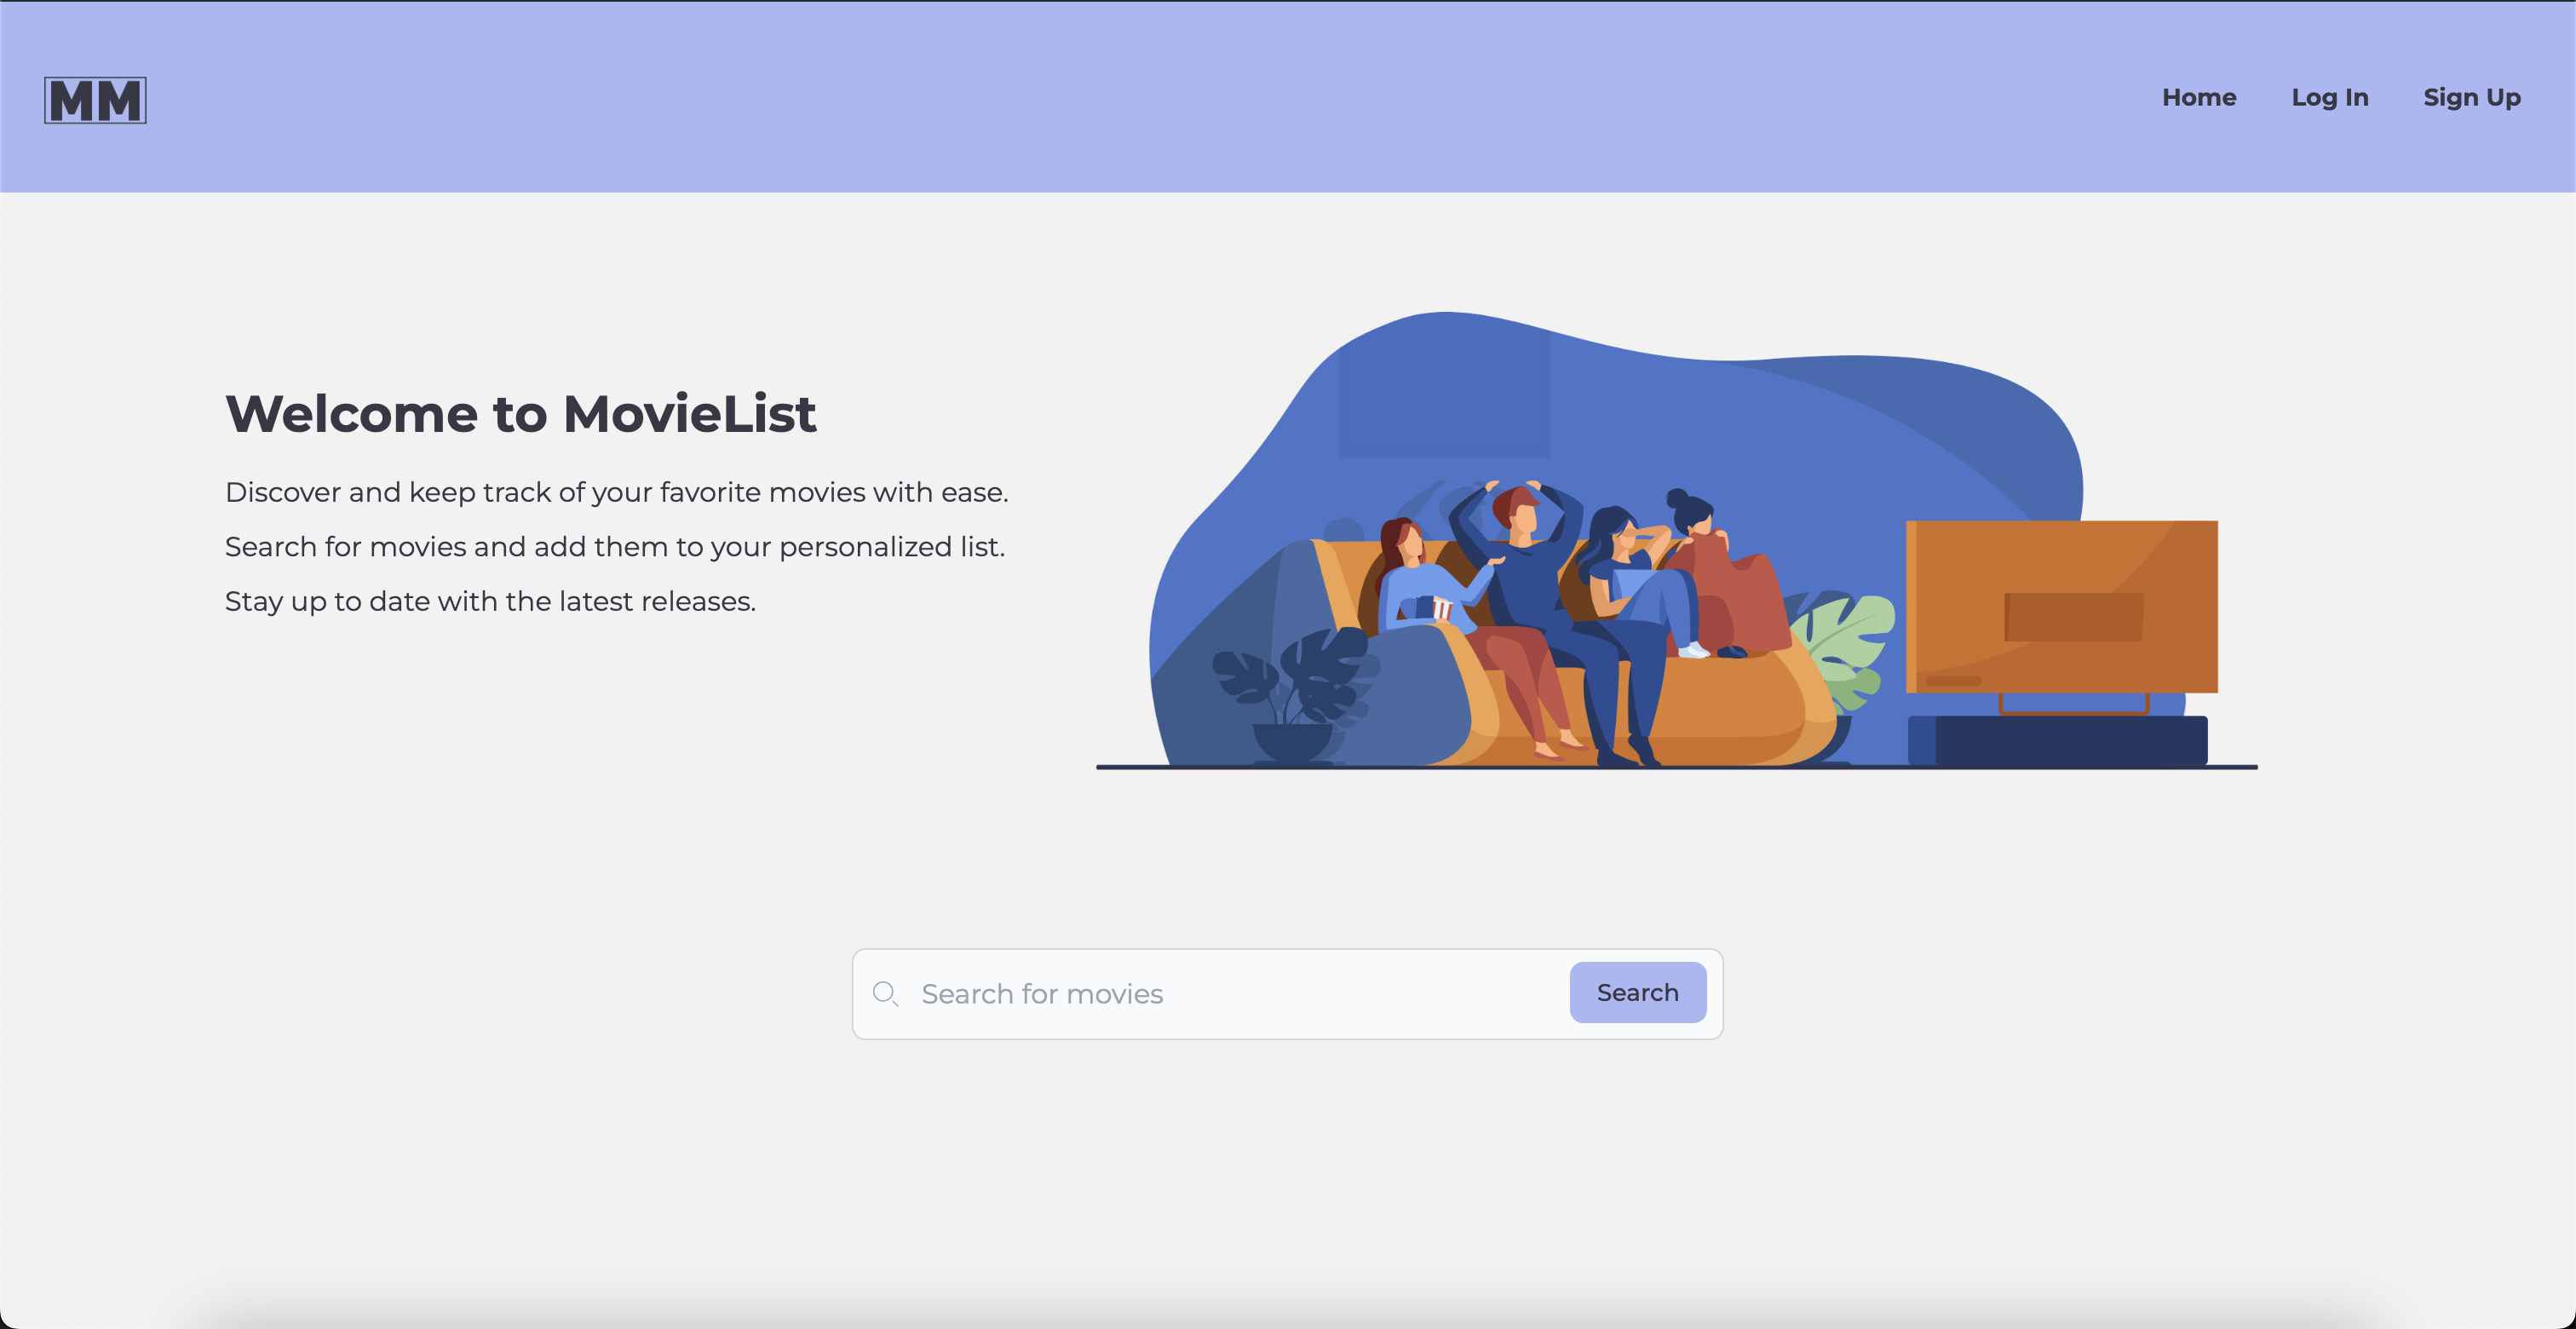 MM
Home Log In Sign Up
Welcome to MovieList
Discover and keep track of your favorite movies with ease.
Search for movies and add them to your personalized list.
Stay up to date with the latest releases.
Search for movies Search